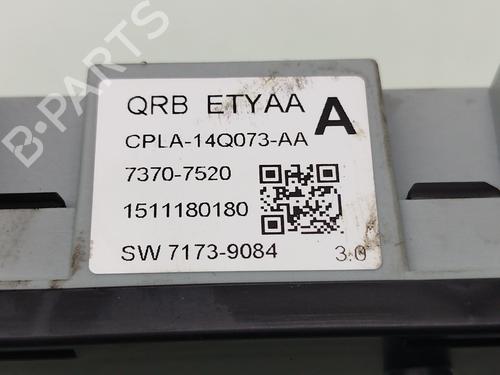 B-PARTS
QRB ETYAA A
CPLA-14Q073-AA
7370-7520
1511180180
SW 7173-9084 3.0